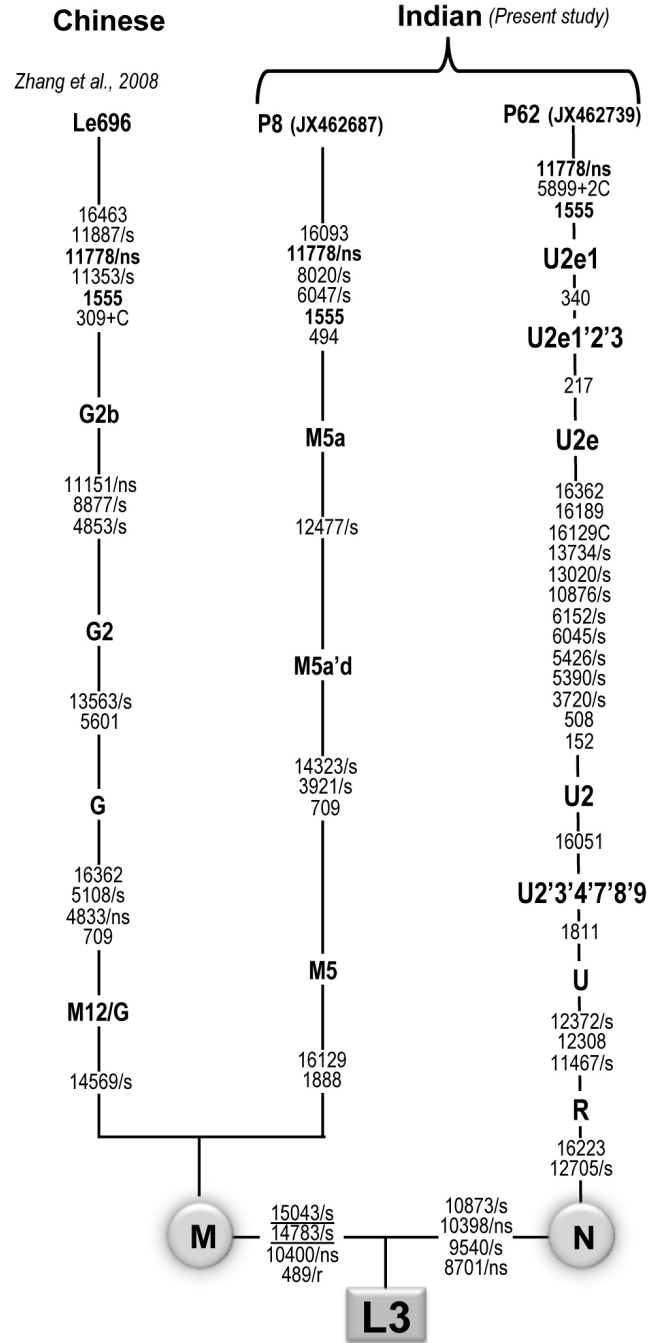 Chinese
Zhang et al., 2008
Le696
16463
11887/s
11778/ns
11353/s
1555
309+C
G2b
11151/ns
8877/s
4853/s
G2
13563/s
5601
G
16362
5108/s
4833/ns
709
M12/G
14569/s
Indian (Present study)
P8 (JX462687)
16093
11778/ns
8020/s
6047/s
1555
494
M5a
12477/s
M5a'd
14323/s
3921/s
709
M5
16129
1888
P62 (JX462739)
11778/ns
5899+2C
1555
U2e1
340
U2e1'2'3
217
U2e
16362
16189
16129C
13734/s
13020/s
10876/s
6152/s
6045/s
5426/s
5390/s
3720/s
508
152
U2
16051
U2'3'4'7'8'9
1811
U
12372/s
12308
11467/s
R
16223
12705/s
M
15043/s
14783/s
10400/ns
489/r
10873/s
10398/ns
9540/s
8701/ns
N
L3